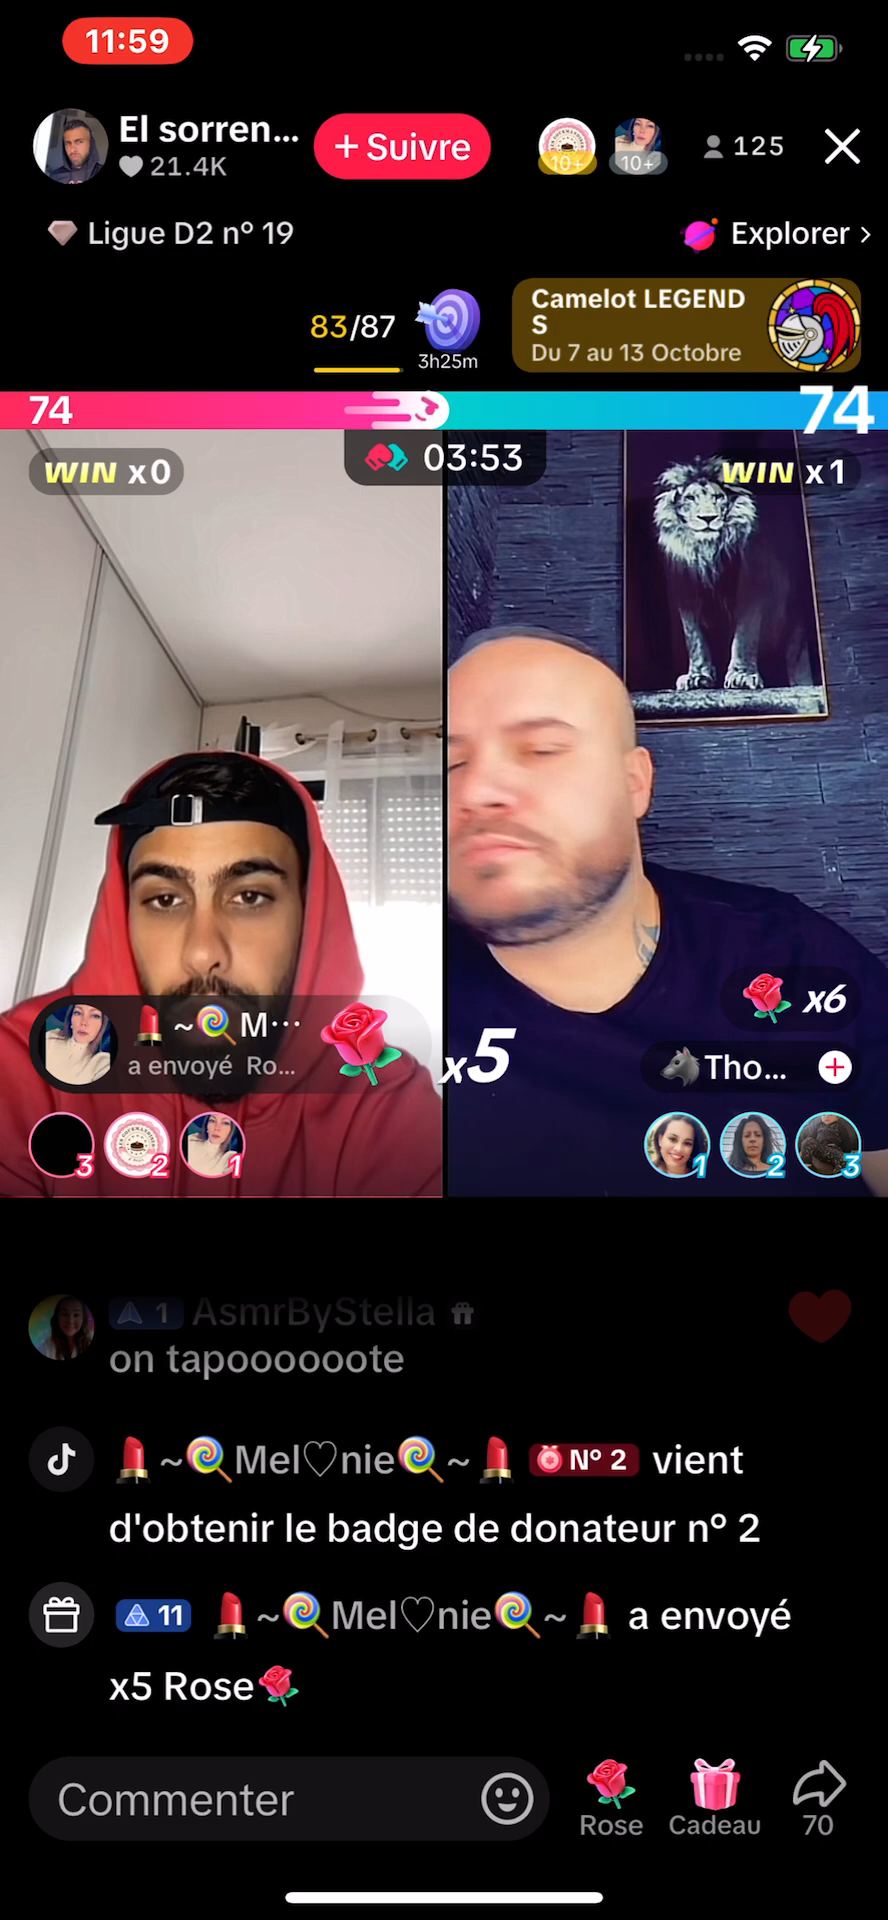 11:59
El sorren...
21.4K
+ Suivre
10+
10+
125
Ligue D2 n° 19
Explorer >
83/87
3h25m
Camelot LEGEND
S
Du 7 au 13 Octobre
74
74
WIN x0
03:53
WIN x1
~ M...
a envoyé Ro...
x5
x6
Tho...
3
2
1
1
2
3
1 AsmrByStella
on tapoooooote
~ Mel♡nie ~ N° 2 vient
d'obtenir le badge de donateur n° 2
11 ~ Mel♡nie ~ a envoyé
x5 Rose
Commenter
Rose
Cadeau
70